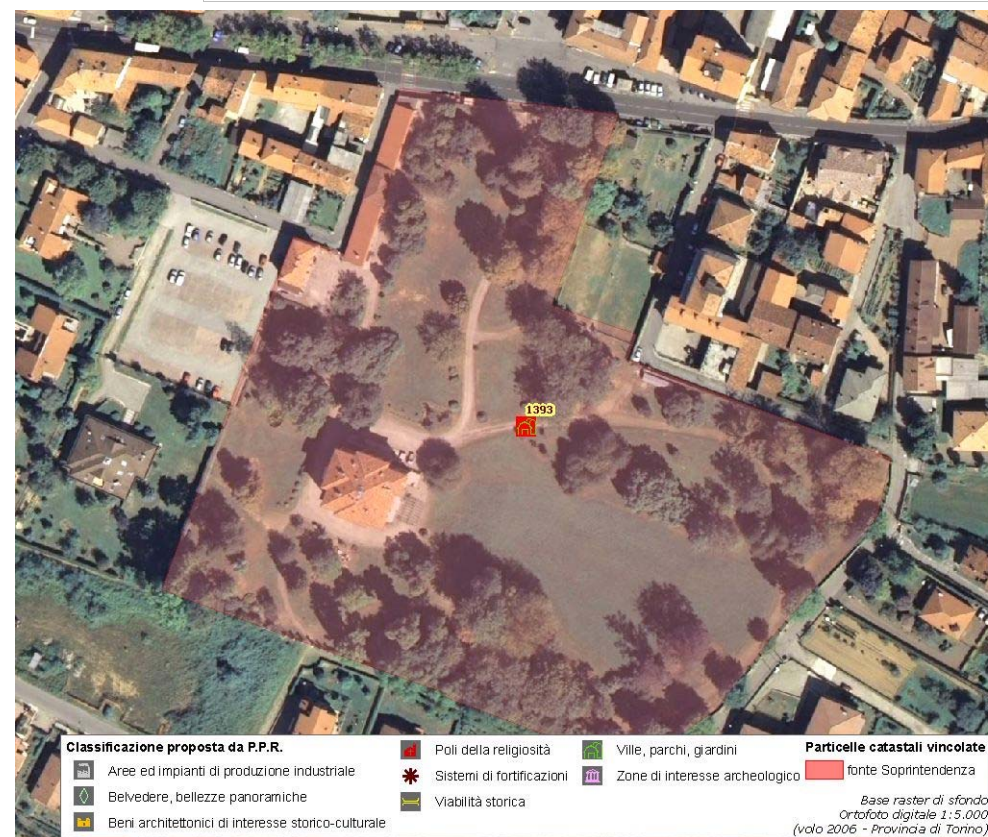 1393
Classificazione proposta da P.P.R.
Aree ed impianti di produzione industriale
Belvedere, bellezze panoramiche
Beni architettonici di interesse storico-culturale
Poli della religiosità
Sistemi di fortificazioni
Viabilità storica
Ville, parchi, giardini
Zone di interesse archeologico
Particelle catastali vincolate
fonte Soprintendenza
Base raster di sfondo
Ortofoto digitale 1:5.000
(volo 2006 - Provincia di Torino)